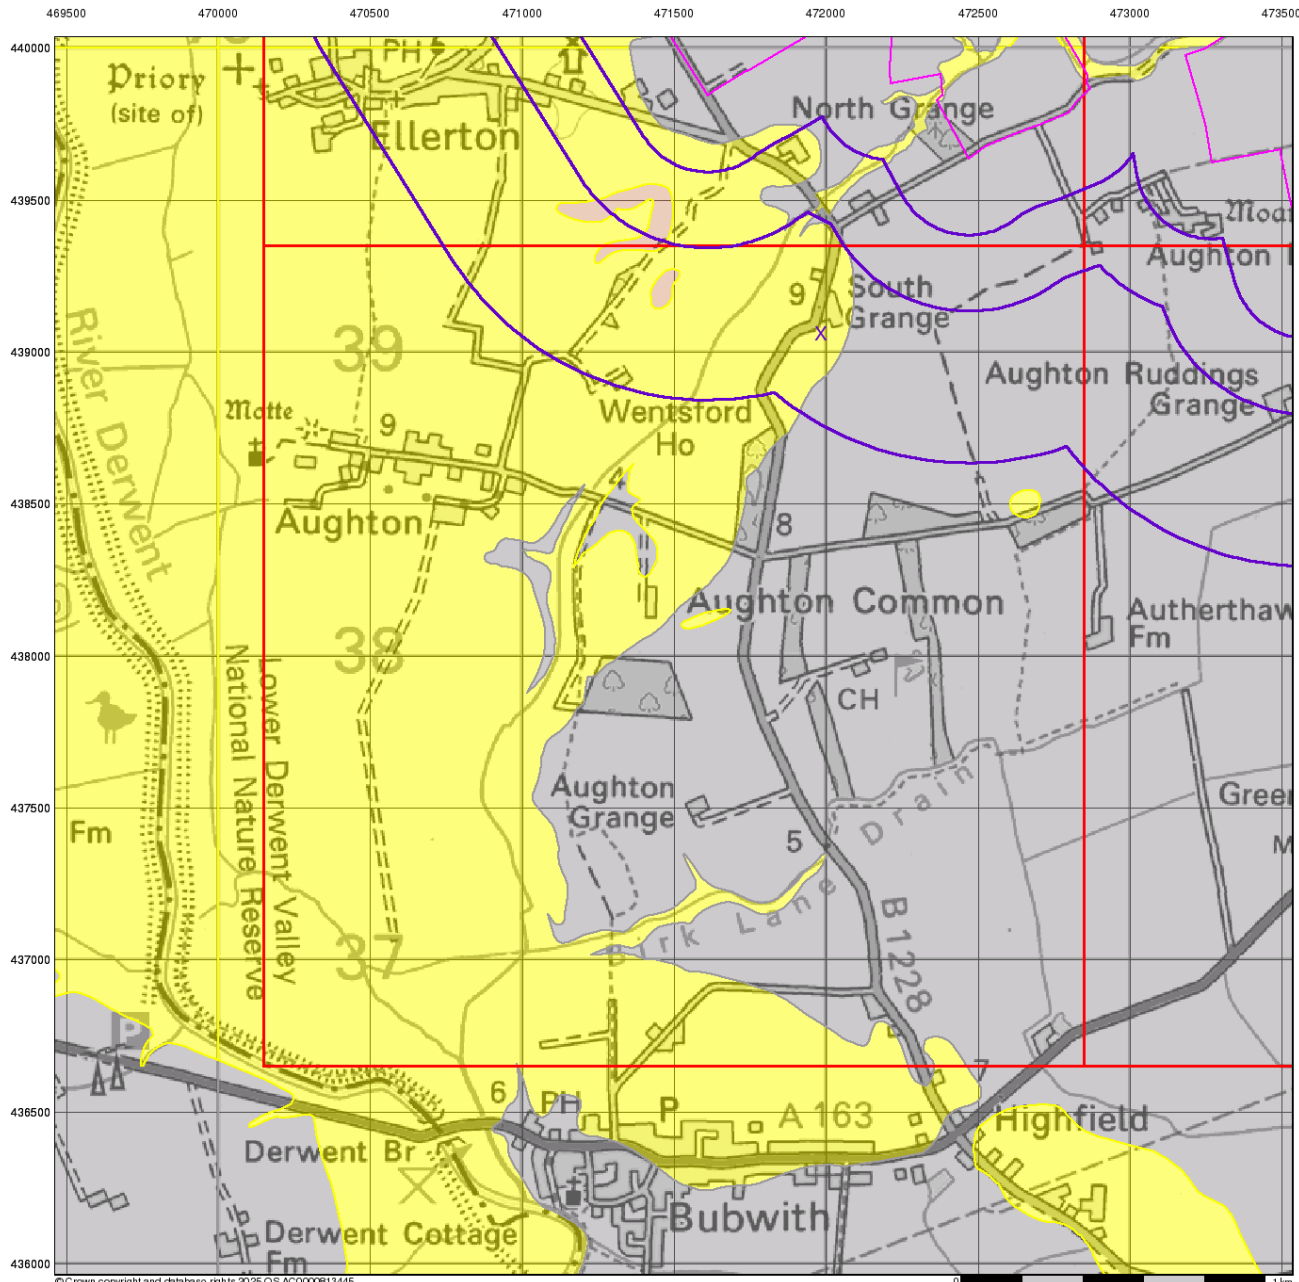 469500 470000 470500 471000 471500 472000 472500 473000 473500
440000
439500
439000
438500
438000
437500
437000
436500
436000
Priory
(site of)
PH
Ellerton
North Grange
Moat
Aughton
9
South
Grange
39
River Derwent
Aughton Ruddings
Grange
Motte
9
Wentsford
Ho
4
Aughton
8
Aughton Common
Autherthaw
Fm
38
Lower Derwent Valley
National Nature Reserve
CH
Aughton
Grange
Drain
Green
Fm
5
M
Birk Lane
B 1228
37
P
7
6
PH
P
A 163
Highfield
Derwent Br
Bubwith
Derwent Cottage
Fm
© Crown copyright and database rights 2025 OS AC0000813445
0 1 km